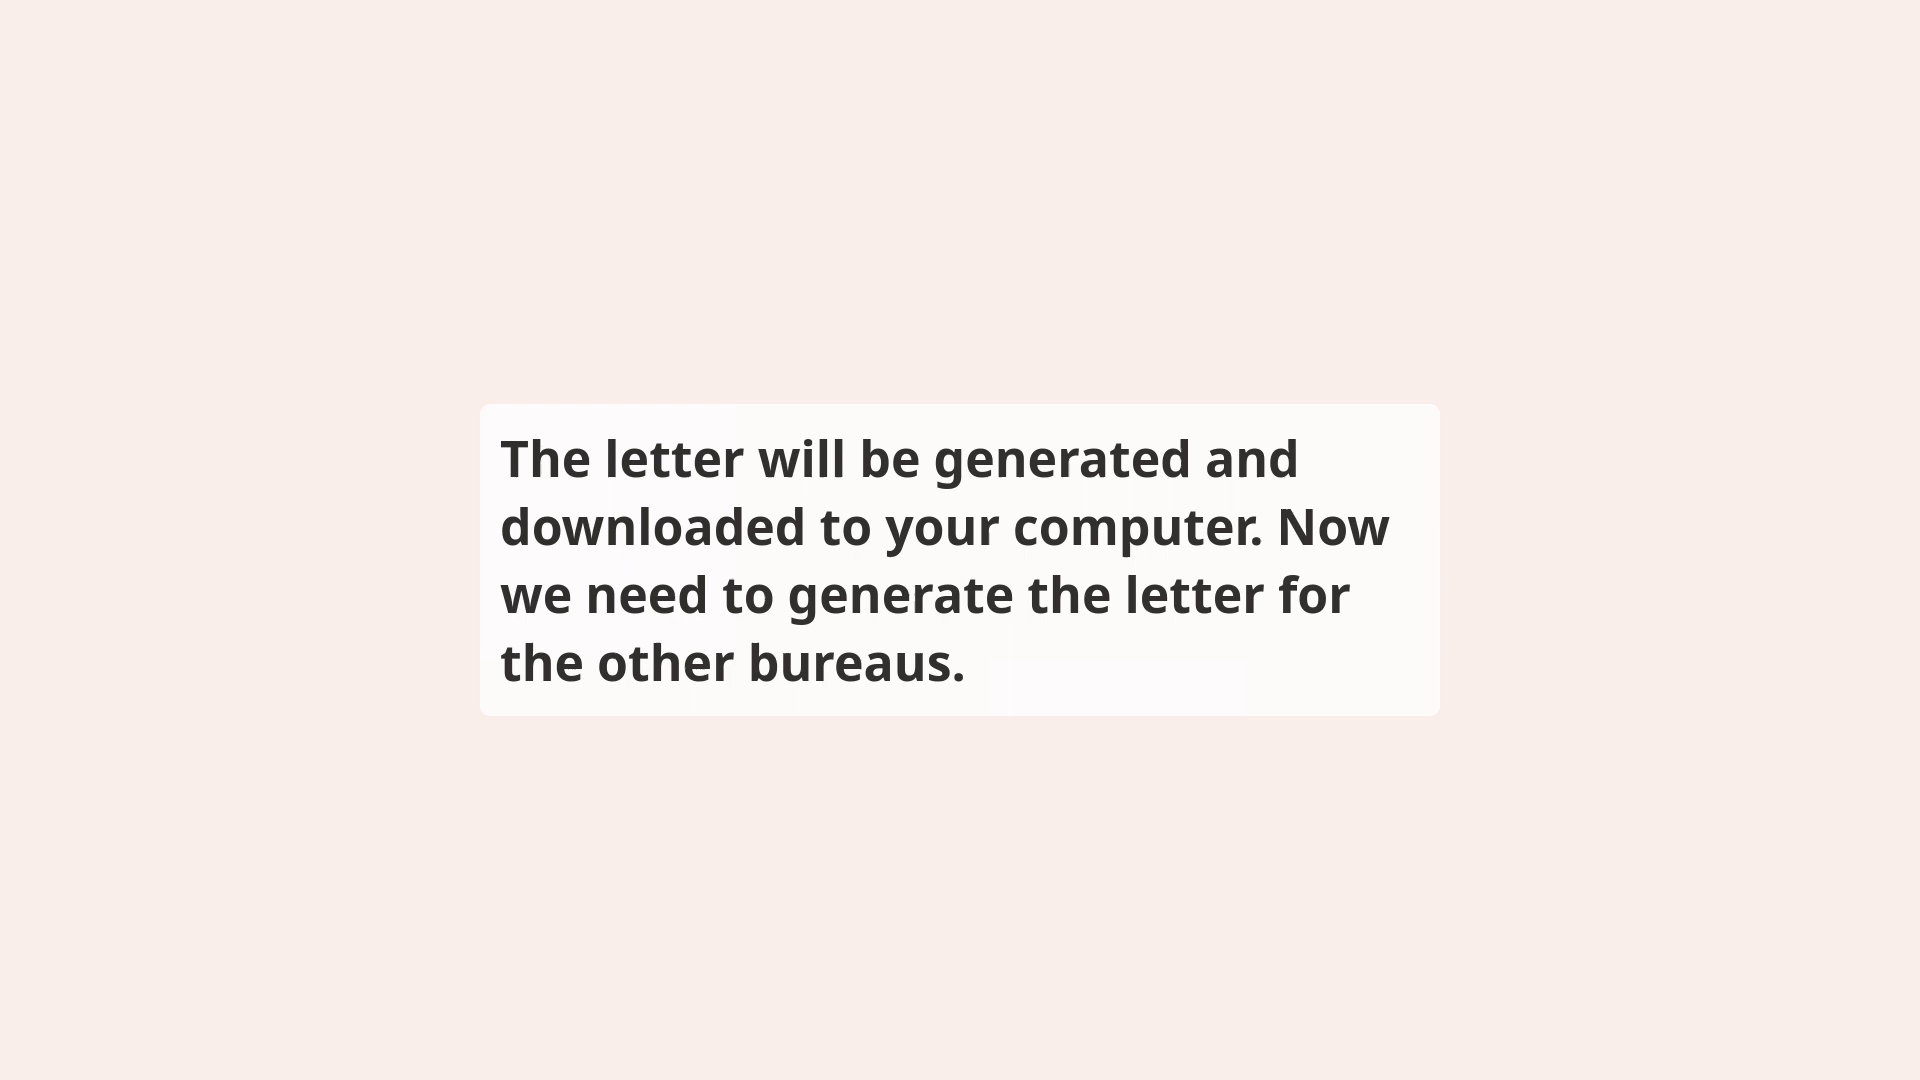 The letter will be generated and
downloaded to your computer. Now
we need to generate the letter for
the other bureaus.